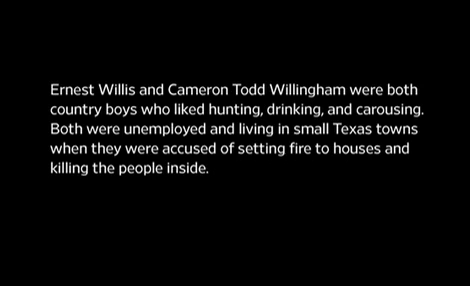 Ernest Willis and Cameron Todd Willingham were both
country boys who liked hunting, drinking, and carousing.
Both were unemployed and living in small Texas towns
when they were accused of setting fire to houses and
killing the people inside.